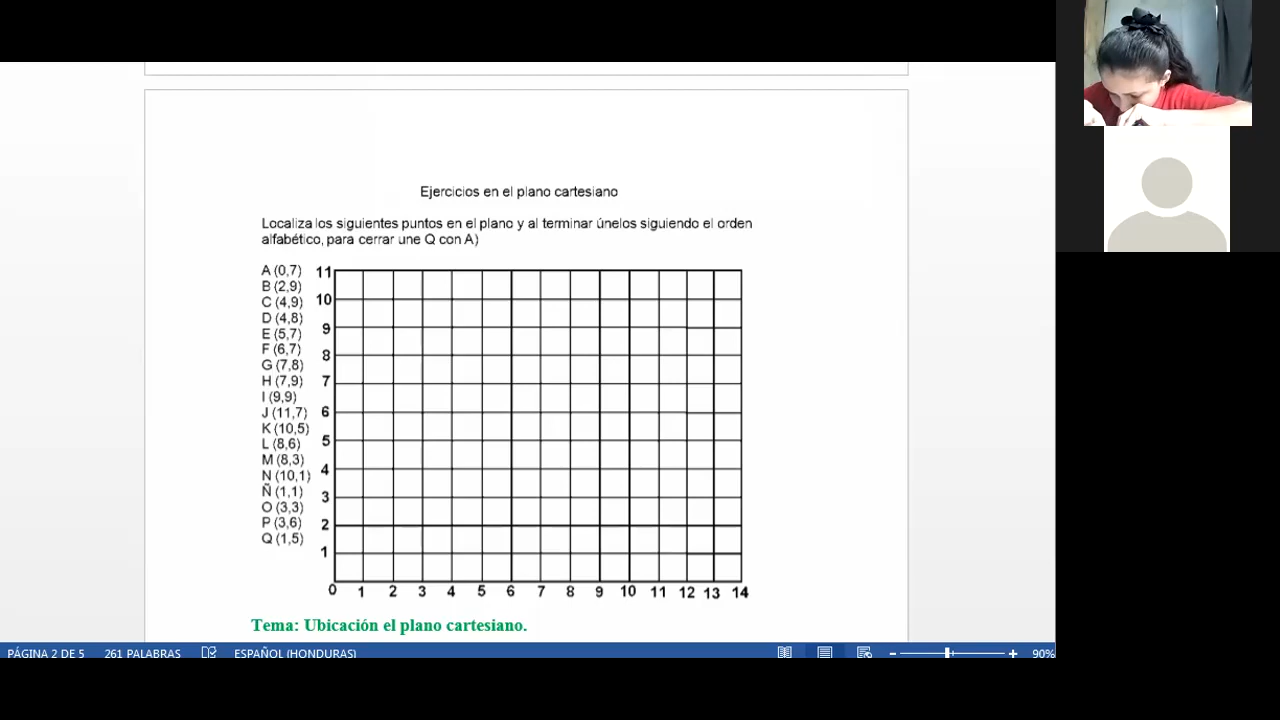 Ejercicios en el plano cartesiano
Localiza los siguientes puntos en el plano y al terminar únelos siguiendo el orden
alfabético, para cerrar une Q con A)
A (0,7)
B (2,9)
C (4,9)
D (4,8)
E (5,7)
F (6,7)
G (7,8)
H (7,9)
I (9,9)
J (11,7)
K (10,5)
L (8,6)
M (8,3)
N (10,1)
Ñ (1,1)
O (3,3)
P (3,6)
Q (1,5)
11
10
9
8
7
6
5
4
3
2
1
0 1 2 3 4 5 6 7 8 9 10 11 12 13 14
Tema: Ubicación el plano cartesiano.
PÁGINA 2 DE 5 261 PALABRAS ESPAÑOL (HONDURAS) 90%